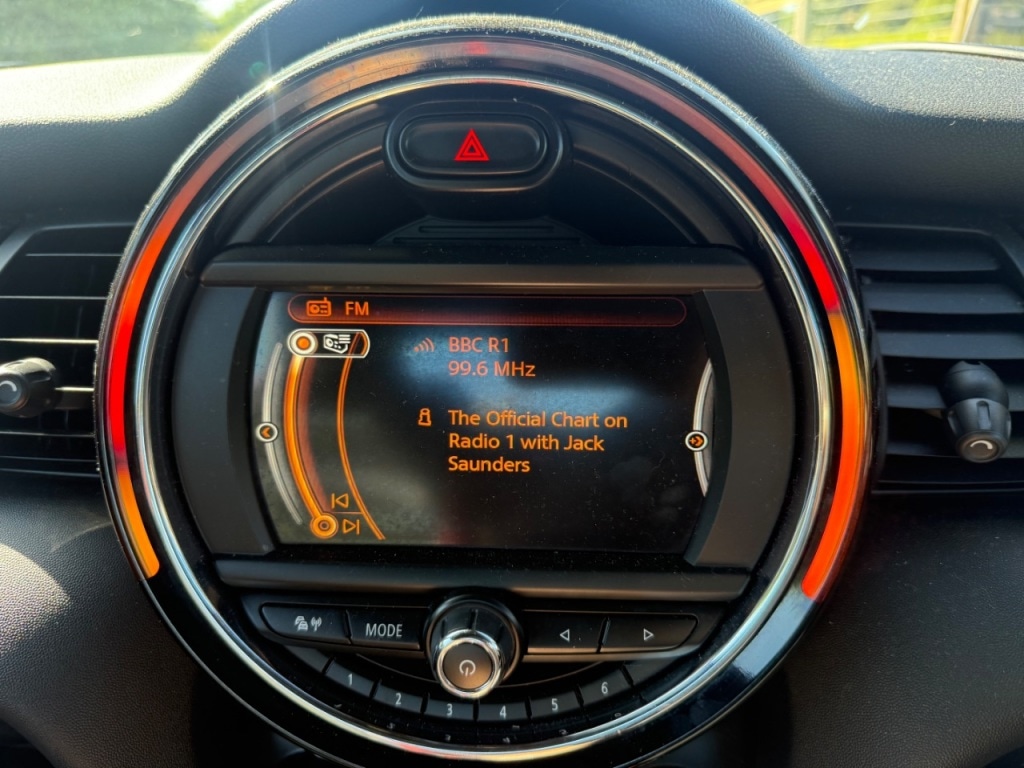 FM
BBC R1
99.6 MHz
The Official Chart on
Radio 1 with Jack
Saunders
MODE
1
2
3
4
5
6